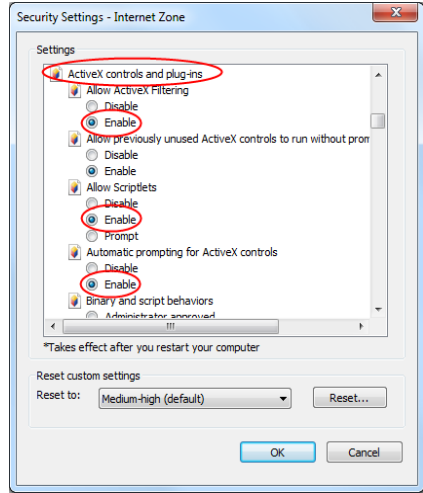 Security Settings - Internet Zone
Settings
ActiveX controls and plug-ins
Allow ActiveX Filtering
Disable
Enable
Allow previously unused ActiveX controls to run without prom
Disable
Enable
Allow Scriptlets
Disable
Enable
Prompt
Automatic prompting for ActiveX controls
Disable
Enable
Binary and script behaviors
Administrator approved
*Takes effect after you restart your computer
Reset custom settings
Reset to: Medium-high (default) Reset...
OK Cancel